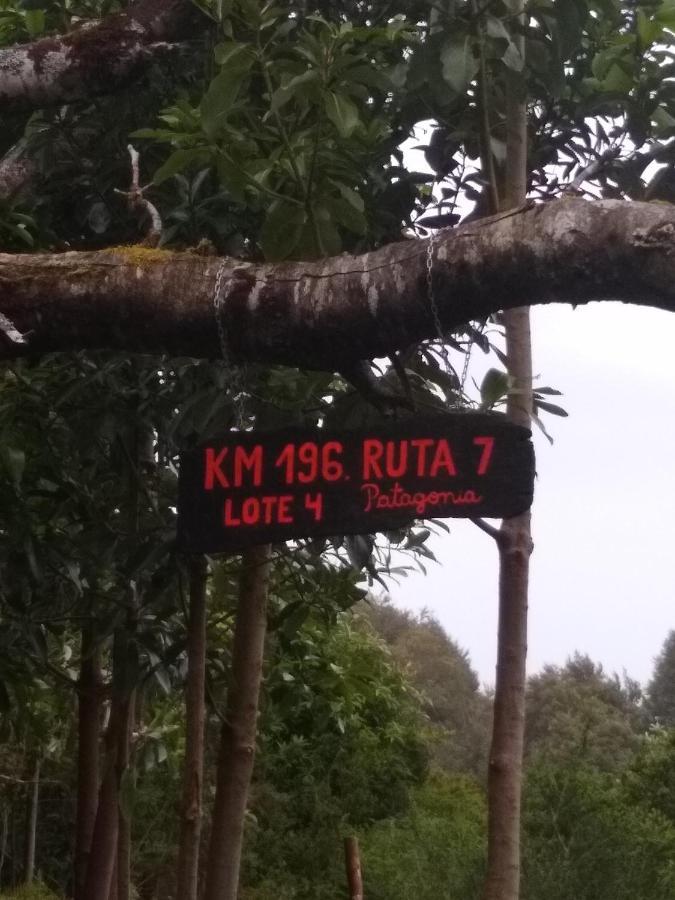 KM 196. RUTA 7
LOTE 4 Patagonia